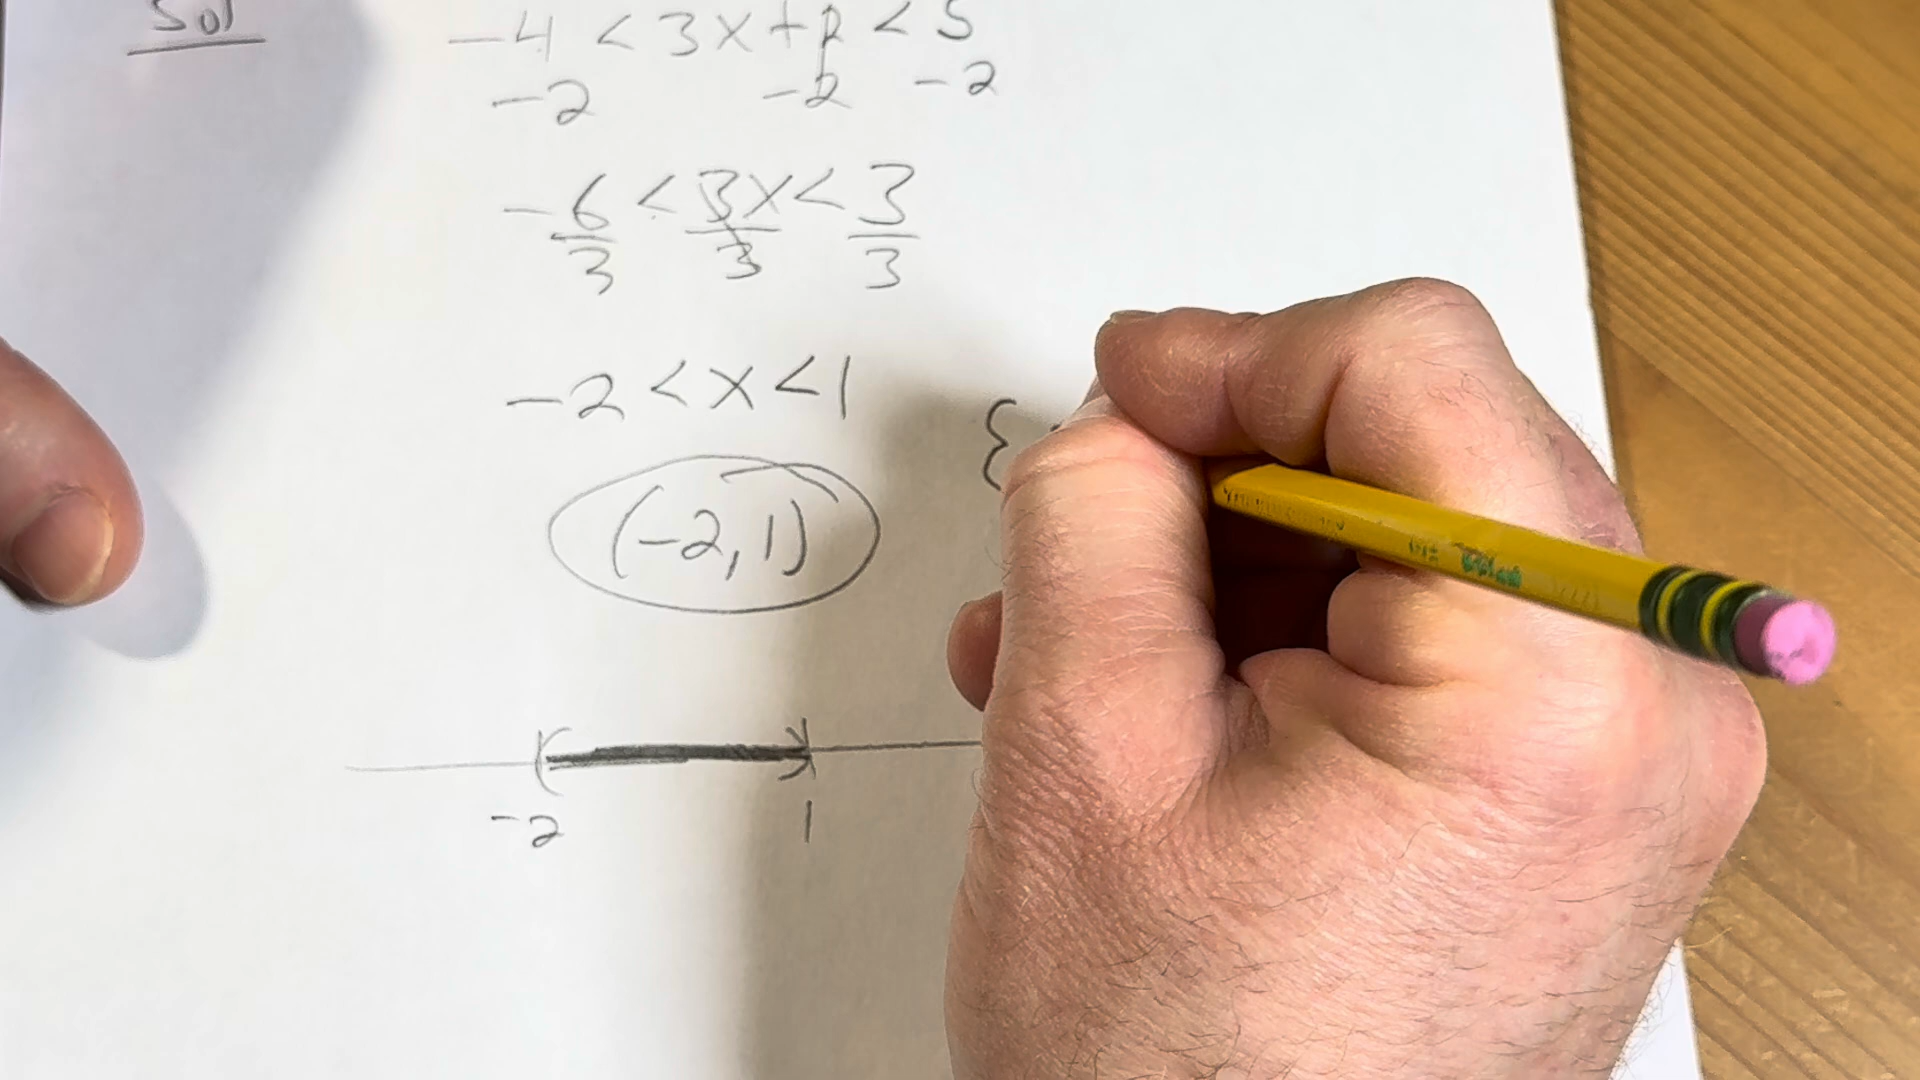 Sol
-4 < 3x + 2 < 5
-2 -2 -2
-6 < 3x < 3
3 3 3
-2 < x < 1
{
(-2, 1)
-2 1